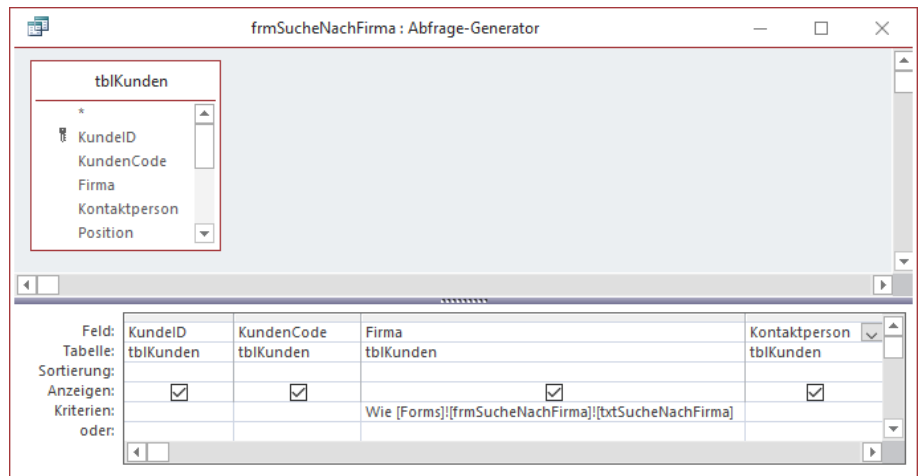 frmSucheNachFirma : Abfrage-Generator
tblKunden
*
KundeID
KundenCode
Firma
Kontaktperson
Position
Feld: KundeID KundenCode Firma Kontaktperson
Tabelle: tblKunden tblKunden tblKunden tblKunden
Sortierung:
Anzeigen:
Kriterien: Wie [Forms]![frmSucheNachFirma]![txtSucheNachFirma]
oder: